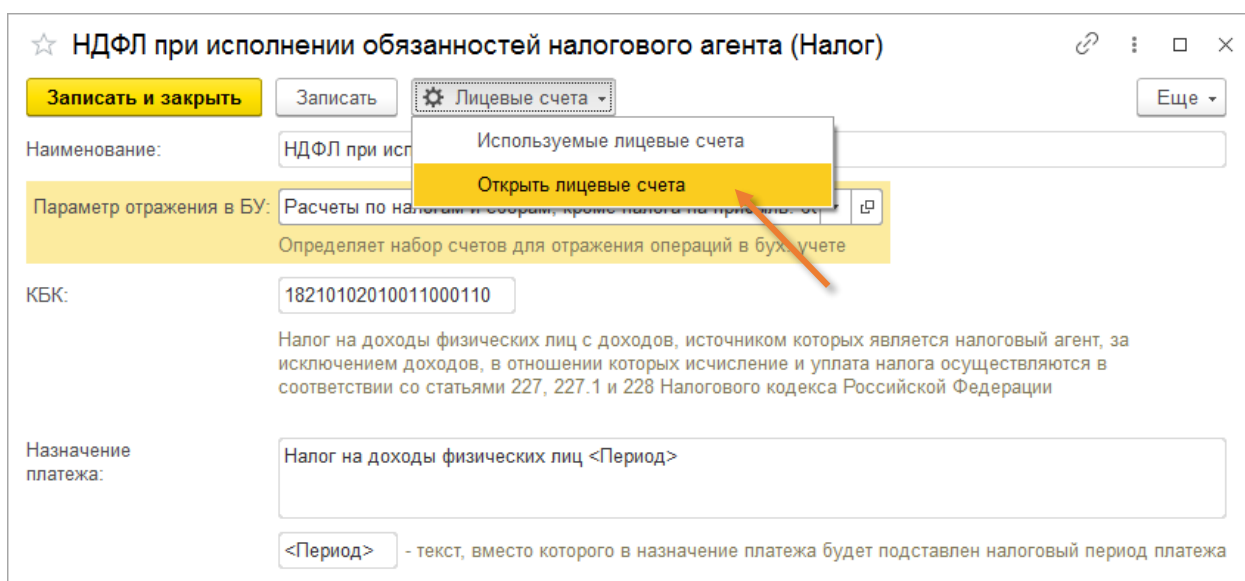 НДФЛ при исполнении обязанностей налогового агента (Налог)
Записать и закрыть Записать Лицевые счета Еще
Используемые лицевые счета
Наименование: НДФЛ при исп
Открыть лицевые счета
Параметр отражения в БУ: Расчеты по налогам и сборам, кроме налога на
Определяет набор счетов для отражения операций в бух. учете
КБК: 18210102010011000110
Налог на доходы физических лиц с доходов, источником которых является налоговый агент, за
исключением доходов, в отношении которых исчисление и уплата налога осуществляются в
соответствии со статьями 227, 227.1 и 228 Налогового кодекса Российской Федерации
Назначение
платежа:
Налог на доходы физических лиц <Период>
<Период> - текст, вместо которого в назначение платежа будет подставлен налоговый период платежа